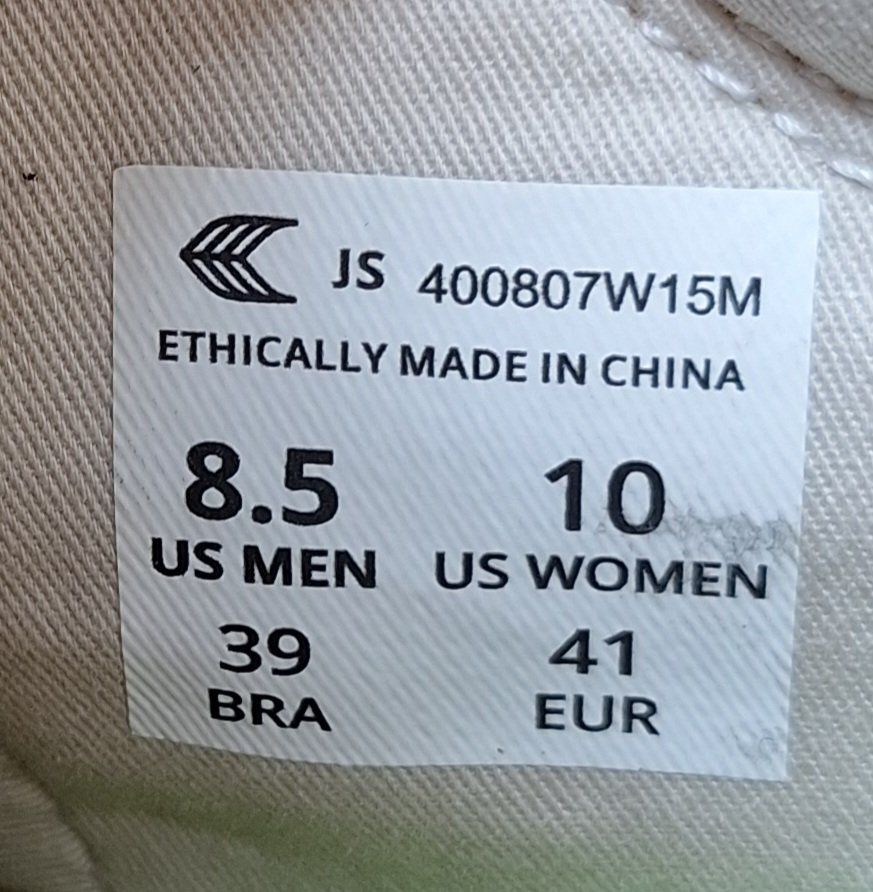 JS 400807W15M
ETHICALLY MADE IN CHINA
8.5 10
US MEN US WOMEN
39 41
BRA EUR